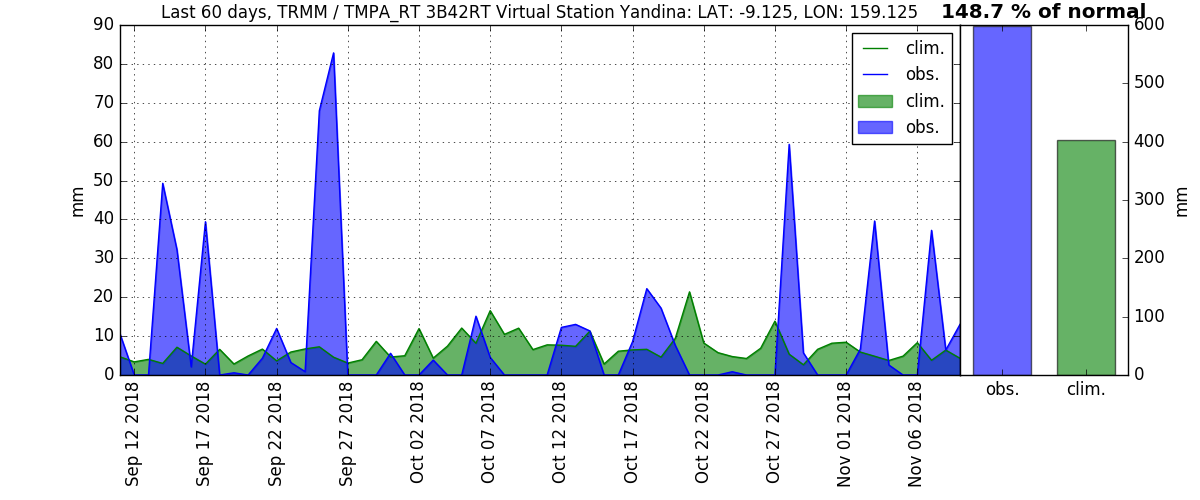 Last 60 days, TRMM / TMPA_RT 3B42RT Virtual Station Yandina: LAT: -9.125, LON: 159.125
148.7 % of normal
90
80
70
60
50
40
30
20
10
0
mm
clim.
obs.
clim.
obs.
600
500
400
300
200
100
0
mm
obs.
clim.
Sep 12 2018
Sep 17 2018
Sep 22 2018
Sep 27 2018
Oct 02 2018
Oct 07 2018
Oct 12 2018
Oct 17 2018
Oct 22 2018
Oct 27 2018
Nov 01 2018
Nov 06 2018